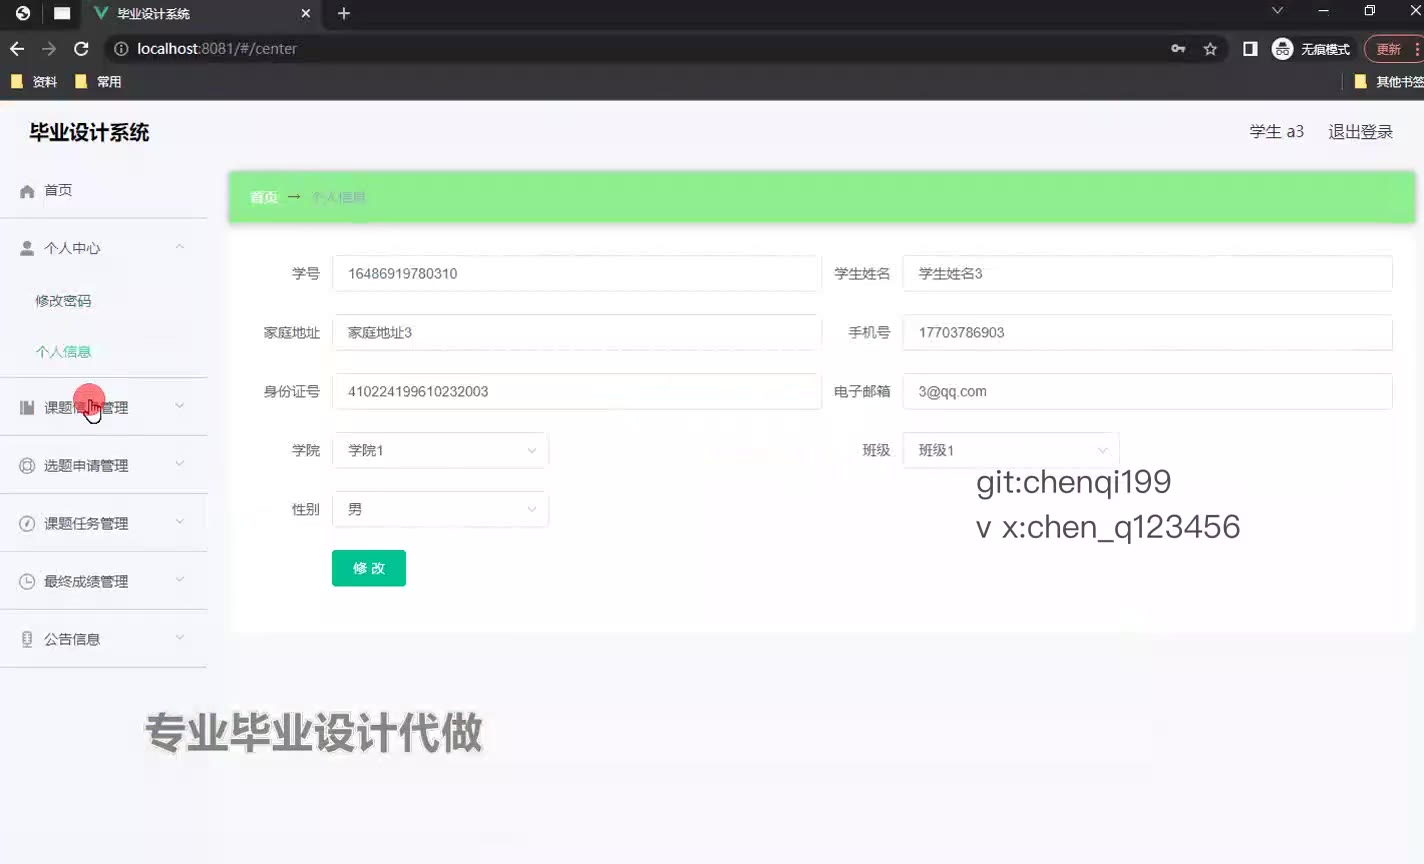 毕业设计系统
localhost:8081/#/center
无痕模式
更新
资料
常用
其他书签
毕业设计系统
学生 a3
退出登录
首页
首页 → 个人信息
个人中心
修改密码
个人信息
课题信息管理
选题申请管理
课题任务管理
最终成绩管理
公告信息
学号 16486919780310
学生姓名 学生姓名3
家庭地址 家庭地址3
手机号 17703786903
身份证号 410224199610232003
电子邮箱 3@qq.com
学院 学院1
班级 班级1
性别 男
修 改
git:chenqi199
v x:chen_q123456
专业毕业设计代做